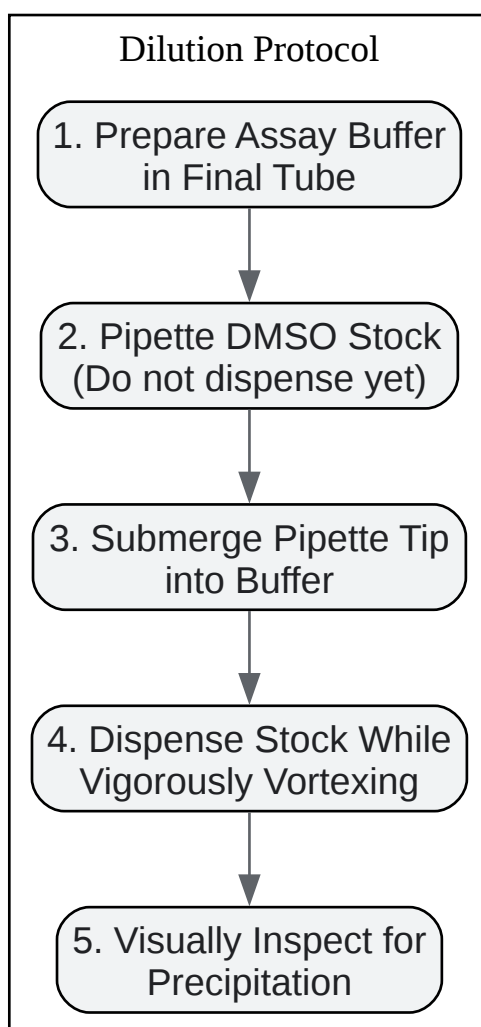 Dilution Protocol
1. Prepare Assay Buffer
in Final Tube
2. Pipette DMSO Stock
(Do not dispense yet)
3. Submerge Pipette Tip
into Buffer
4. Dispense Stock While
Vigorously Vortexing
5. Visually Inspect for
Precipitation